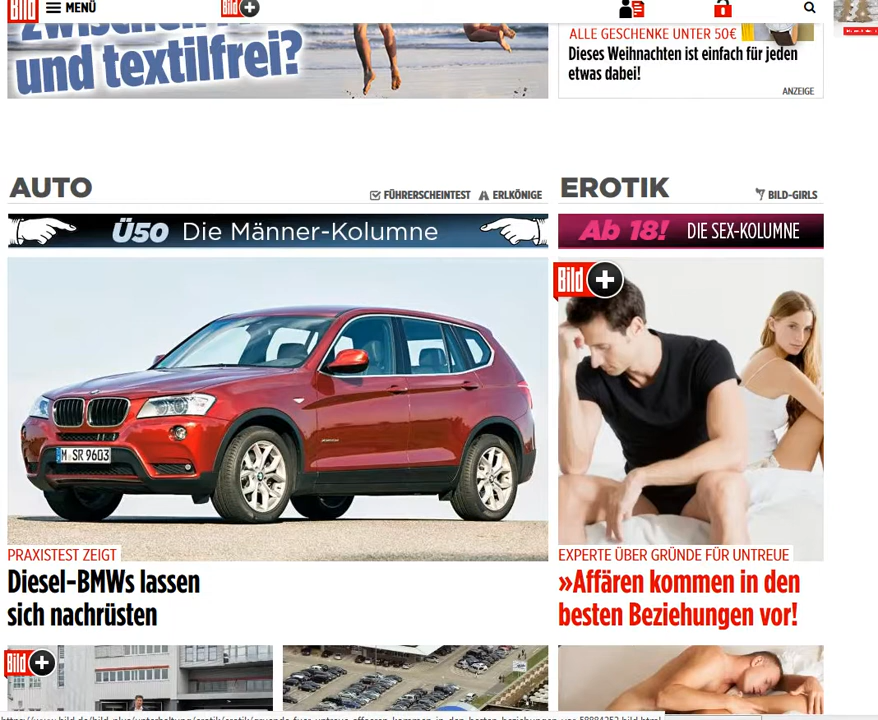 Bild
MENÜ
Bild+
und textilfrei?
ALLE GESCHENKE UNTER 50€
Dieses Weihnachten ist einfach für jeden
etwas dabei!
ANZEIGE
AUTO
FÜHRERSCHEINTEST
ERLKÖNIGE
EROTIK
BILD-GIRLS
Ü50 Die Männer-Kolumne
Ab 18! DIE SEX-KOLUMNE
Bild+
M SR 9603
PRAXISTEST ZEIGT
Diesel-BMWs lassen
sich nachrüsten
EXPERTE ÜBER GRÜNDE FÜR UNTREUE
»Affären kommen in den
besten Beziehungen vor!
Bild+